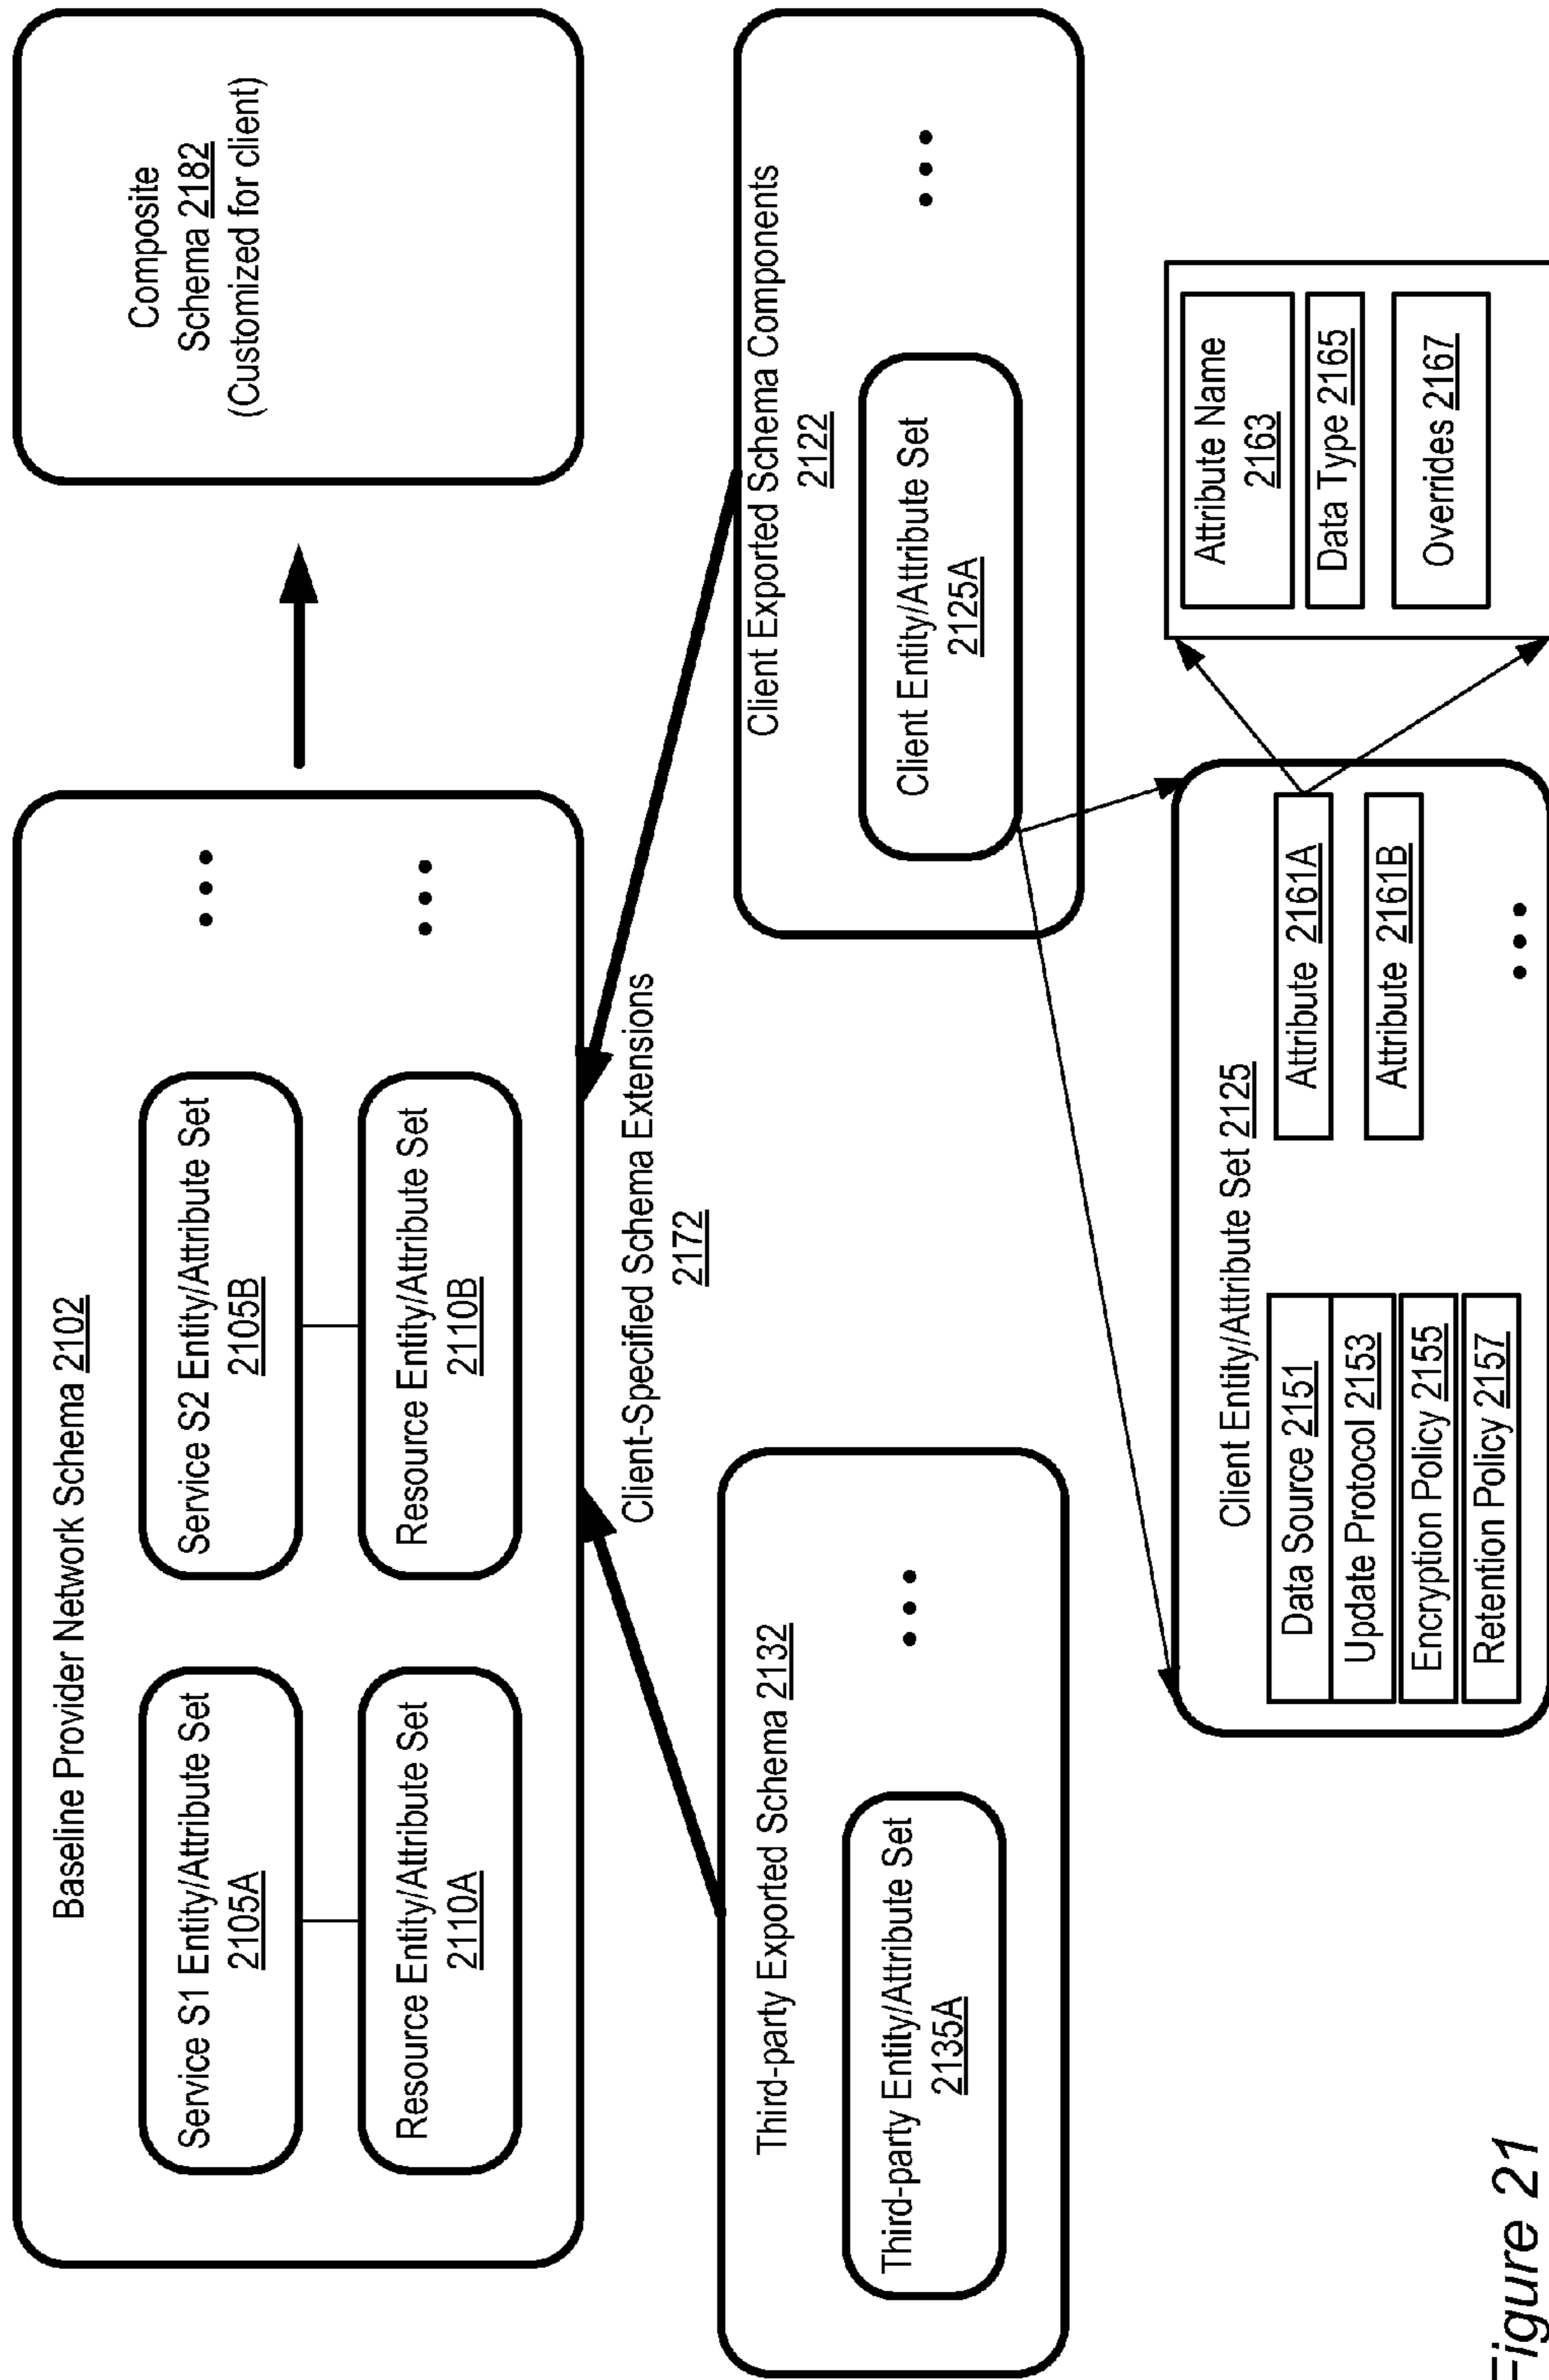 Baseline Provider Network Schema 2102
Service S1 Entity/Attribute Set
2105A
Resource Entity/Attribute Set
2110A
Service S2 Entity/Attribute Set
2105B
Resource Entity/Attribute Set
2110B
Composite
Schema 2182
(Customized for client)
Client-Specified Schema Extensions
2172
Third-party Exported Schema 2132
Third-party Entity/Attribute Set
2135A
Client Exported Schema Components
2122
Client Entity/Attribute Set
2125A
Client Entity/Attribute Set 2125
Data Source 2151
Update Protocol 2153
Encryption Policy 2155
Retention Policy 2157
Attribute 2161A
Attribute 2161B
Attribute Name
2163
Data Type 2165
Overrides 2167
Figure 21